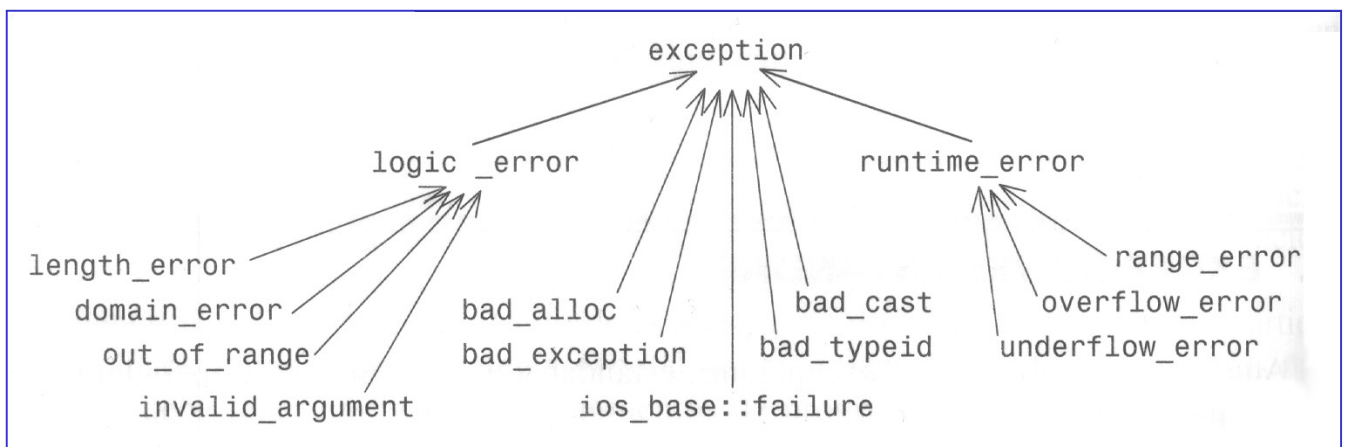 exception
logic _error
runtime_error
length_error
range_error
domain_error
bad_alloc
bad_cast
overflow_error
out_of_range
bad_exception
bad_typeid
underflow_error
invalid_argument
ios_base::failure